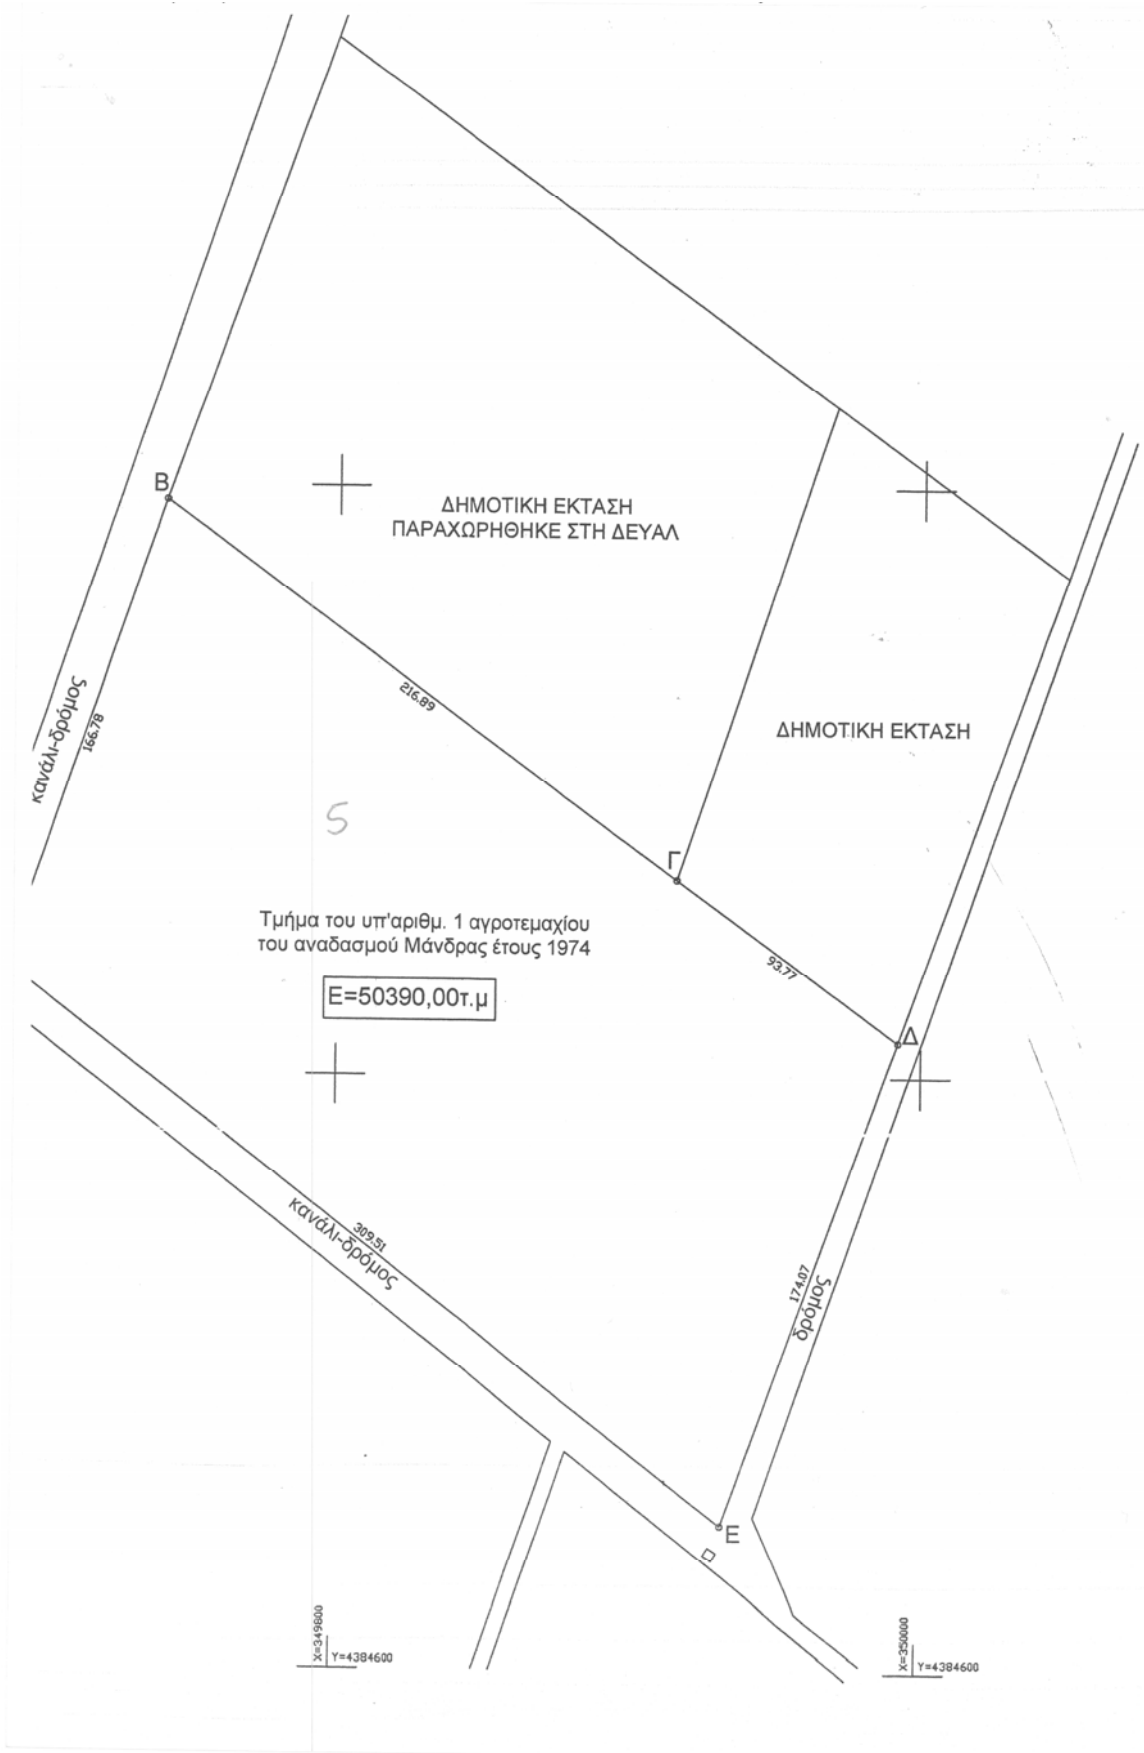 Β
ΔΗΜΟΤΙΚΗ ΕΚΤΑΣΗ
ΠΑΡΑΧΩΡΗΘΗΚΕ ΣΤΗ ΔΕΥΑΛ
κανάλι-δρόμος
166.78
216.89
ΔΗΜΟΤΙΚΗ ΕΚΤΑΣΗ
5
Γ
Τμήμα του υπ'αριθμ. 1 αγροτεμαχίου
του αναδασμού Μάνδρας έτους 1974
93.77
Ε=50390,00τ.μ
Δ
309.51
κανάλι-δρόμος
174.07
δρόμος
Ε
X=349800
Y=4384600
X=350000
Y=4384600